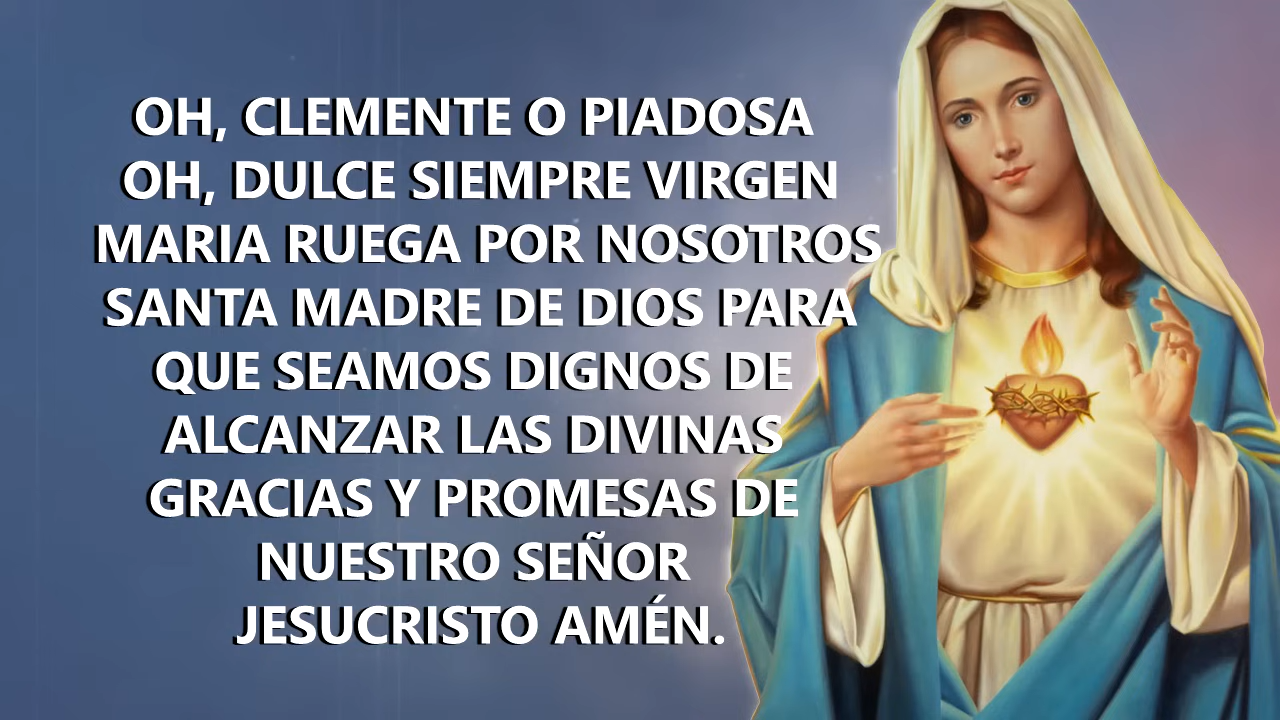 OH, CLEMENTE O PIADOSA
OH, DULCE SIEMPRE VIRGEN
MARIA RUEGA POR NOSOTROS
SANTA MADRE DE DIOS PARA
QUE SEAMOS DIGNOS DE
ALCANZAR LAS DIVINAS
GRACIAS Y PROMESAS DE
NUESTRO SEÑOR
JESUCRISTO AMÉN.